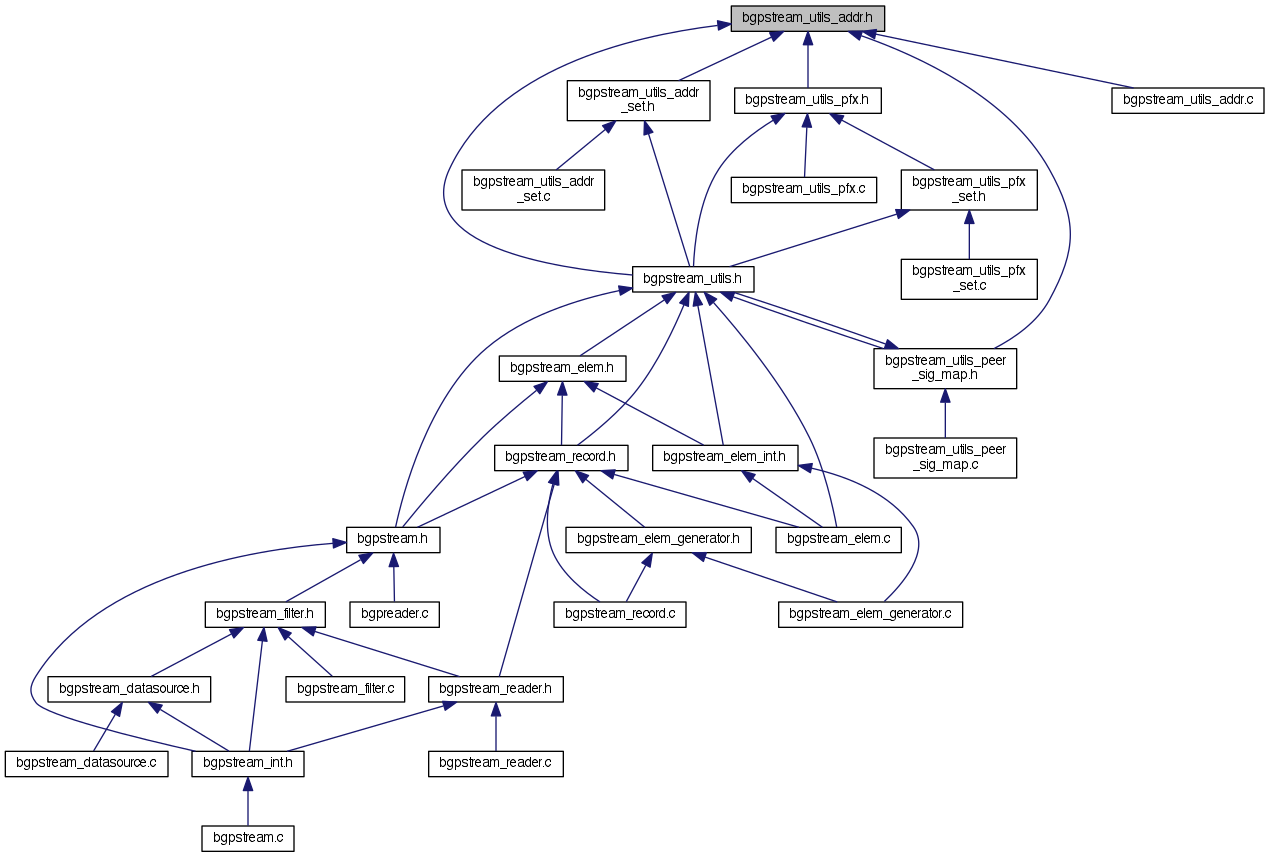 bgpstream_utils_addr.h
bgpstream_utils_addr
_set.h
bgpstream_utils_pfx.h
bgpstream_utils_addr.c
bgpstream_utils_addr
_set.c
bgpstream_utils_pfx.c
bgpstream_utils_pfx
_set.h
bgpstream_utils.h
bgpstream_utils_pfx
_set.c
bgpstream_elem.h
bgpstream_utils_peer
_sig_map.h
bgpstream_record.h
bgpstream_elem_int.h
bgpstream_utils_peer
_sig_map.c
bgpstream.h
bgpstream_elem_generator.h
bgpstream_elem.c
bgpstream_filter.h
bgpreader.c
bgpstream_record.c
bgpstream_elem_generator.c
bgpstream_datasource.h
bgpstream_filter.c
bgpstream_reader.h
bgpstream_datasource.c
bgpstream_int.h
bgpstream_reader.c
bgpstream.c